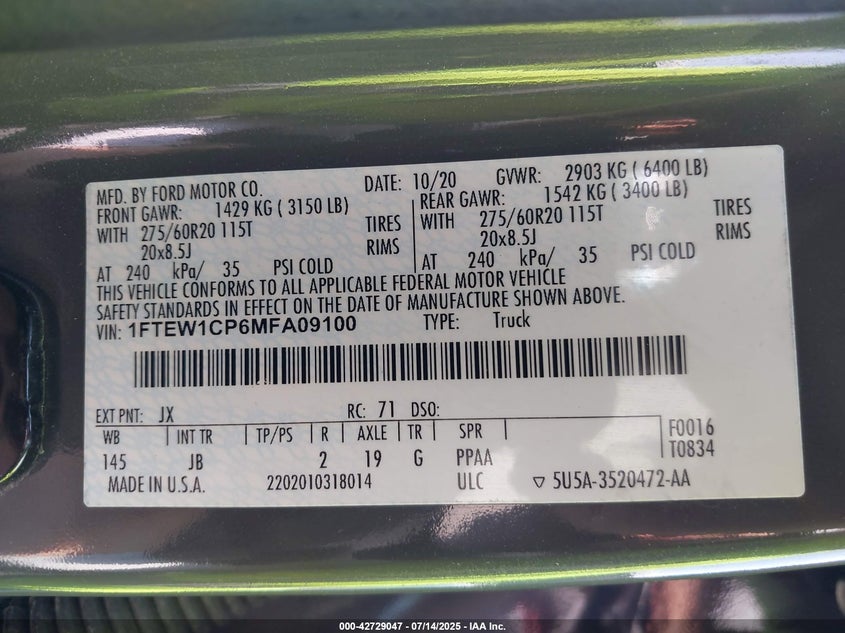 MFD. BY FORD MOTOR CO. DATE: 10/20 GVWR: 2903 KG ( 6400 LB)
FRONT GAWR: 1429 KG ( 3150 LB) REAR GAWR: 1542 KG ( 3400 LB)
WITH 275/60R20 115T TIRES WITH 275/60R20 115T TIRES
20x8.5J RIMS 20x8.5J RIMS
AT 240 kPa/ 35 PSI COLD AT 240 kPa/ 35 PSI COLD
THIS VEHICLE CONFORMS TO ALL APPLICABLE FEDERAL MOTOR VEHICLE
SAFETY STANDARDS IN EFFECT ON THE DATE OF MANUFACTURE SHOWN ABOVE.
VIN: 1FTEW1CP6MFA09100 TYPE: Truck
EXT PNT: JX RC: 71 DSO:
WB INT TR TP/PS R AXLE TR SPR F0016
145 JB 2 19 G PPAA T0834
MADE IN U.S.A. 2202010318014 ULC ▽ 5U5A-3520472-AA
000-42729047 - 07/14/2025 - IAA Inc.